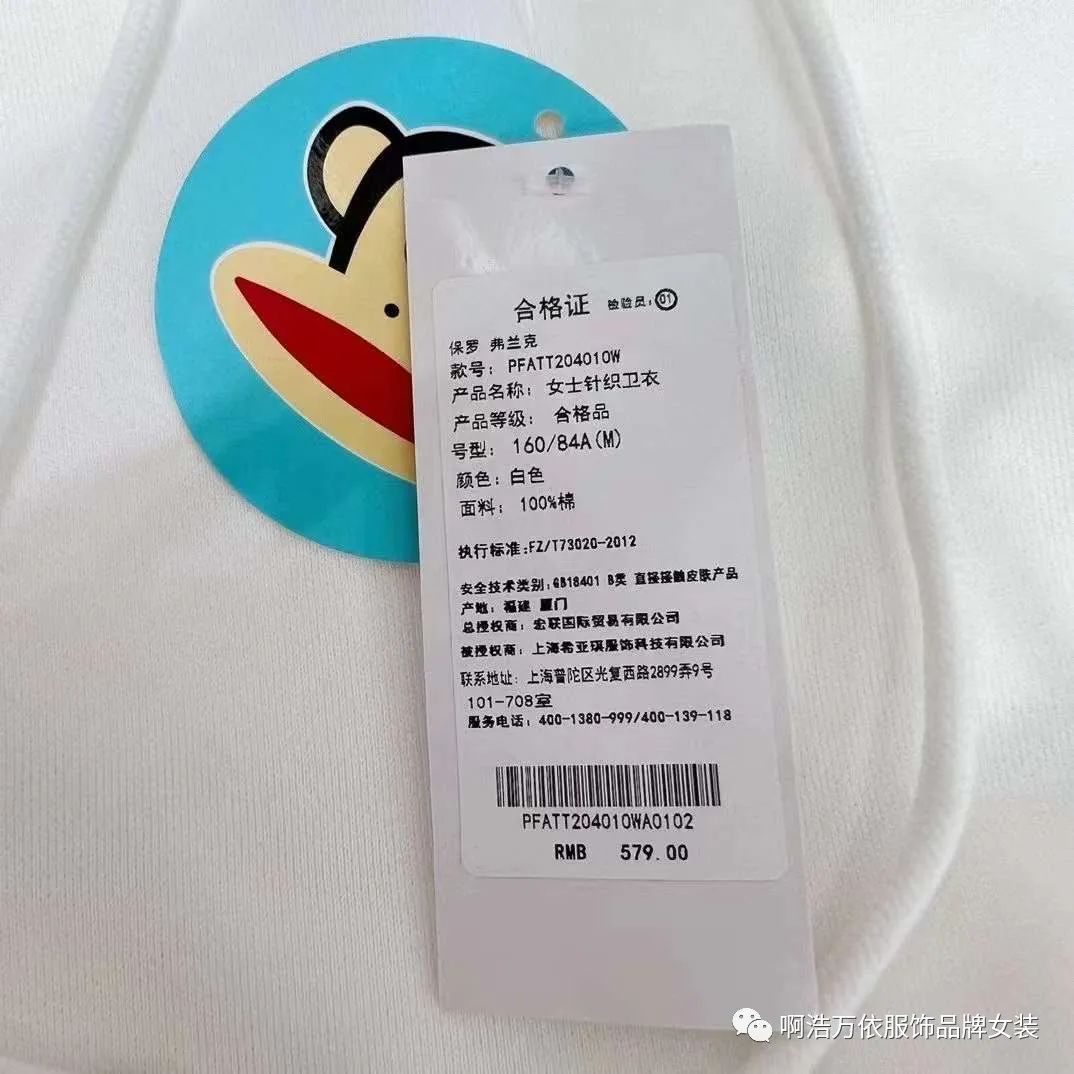 合格证 检验员:01
保罗 弗兰克
款号: PFATT204010W
产品名称: 女士针织卫衣
产品等级: 合格品
号型: 160/84A(M)
颜色: 白色
面料: 100%棉
执行标准:FZ/T73020-2012
安全技术类别:GB18401 B类 直接接触皮肤产品
产地: 福建 厦门
总授权商: 宏联国际贸易有限公司
被授权商: 上海希亚琪服饰科技有限公司
联系地址: 上海普陀区光复西路2899弄9号
101-708室
服务电话: 400-1380-999/400-139-118
PFATT204010WA0102
RMB 579.00
啊浩万依服饰品牌女装